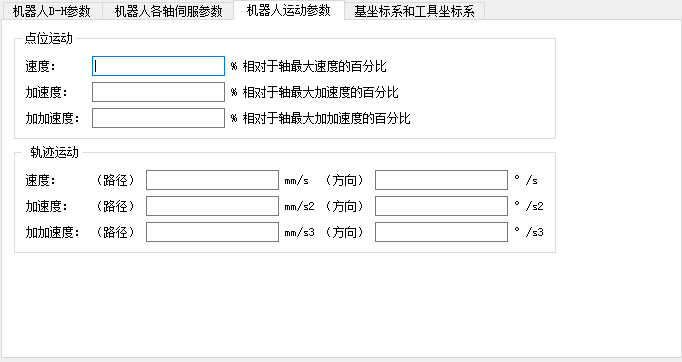 机器人D-H参数 机器人各轴伺服参数 机器人运动参数 基坐标系和工具坐标系
点位运动
速度： % 相对于轴最大速度的百分比
加速度： % 相对于轴最大加速度的百分比
加加速度： % 相对于轴最大加加速度的百分比
轨迹运动
速度： （路径） mm/s （方向） ° /s
加速度： （路径） mm/s2 （方向） ° /s2
加加速度： （路径） mm/s3 （方向） ° /s3